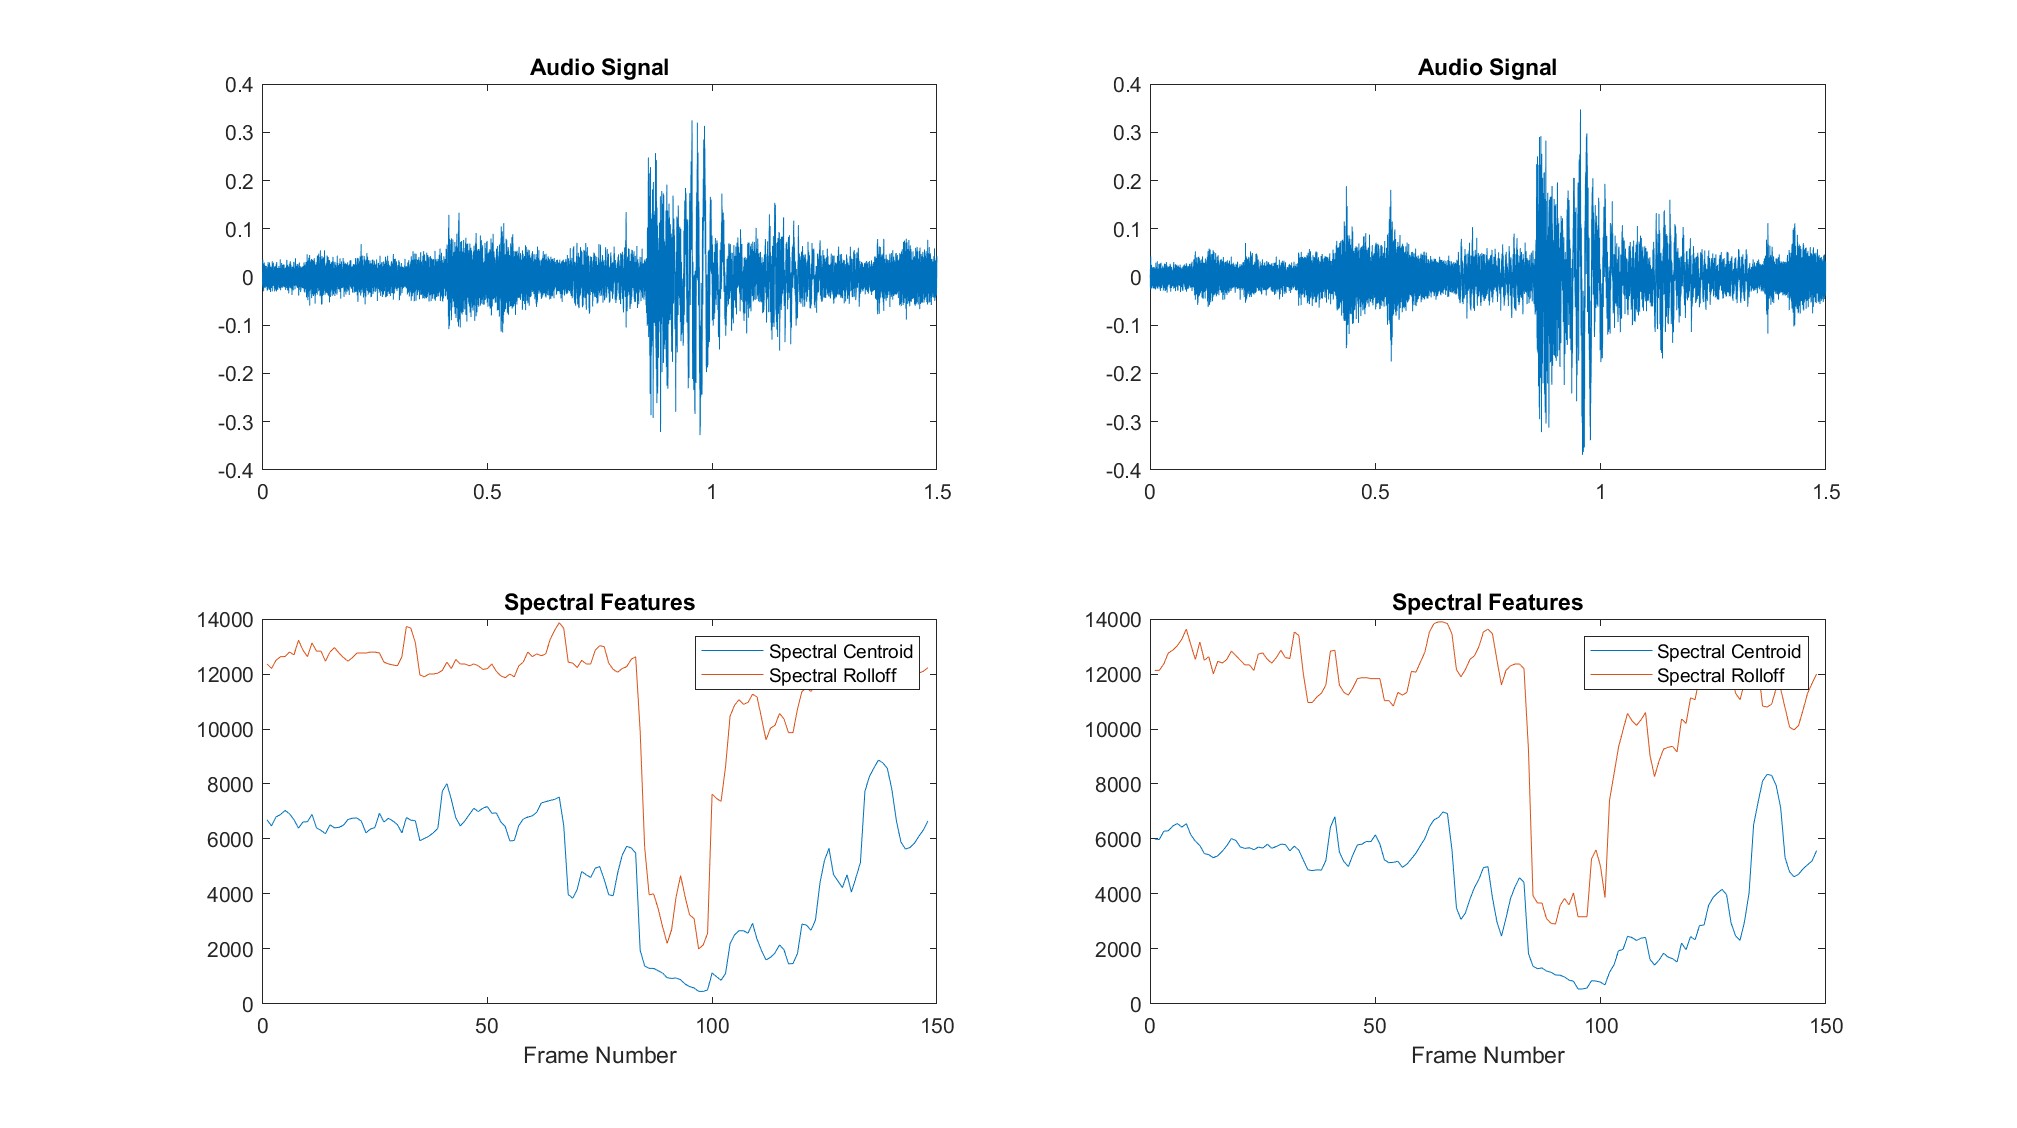 Audio Signal
0.4
0.3
0.2
0.1
0
-0.1
-0.2
-0.3
-0.4
0 0.5 1 1.5
Audio Signal
0.4
0.3
0.2
0.1
0
-0.1
-0.2
-0.3
-0.4
0 0.5 1 1.5
Spectral Features
14000
12000
10000
8000
6000
4000
2000
0
Spectral Centroid
Spectral Rolloff
0 50 100 150
Frame Number
Spectral Features
14000
12000
10000
8000
6000
4000
2000
0
Spectral Centroid
Spectral Rolloff
0 50 100 150
Frame Number